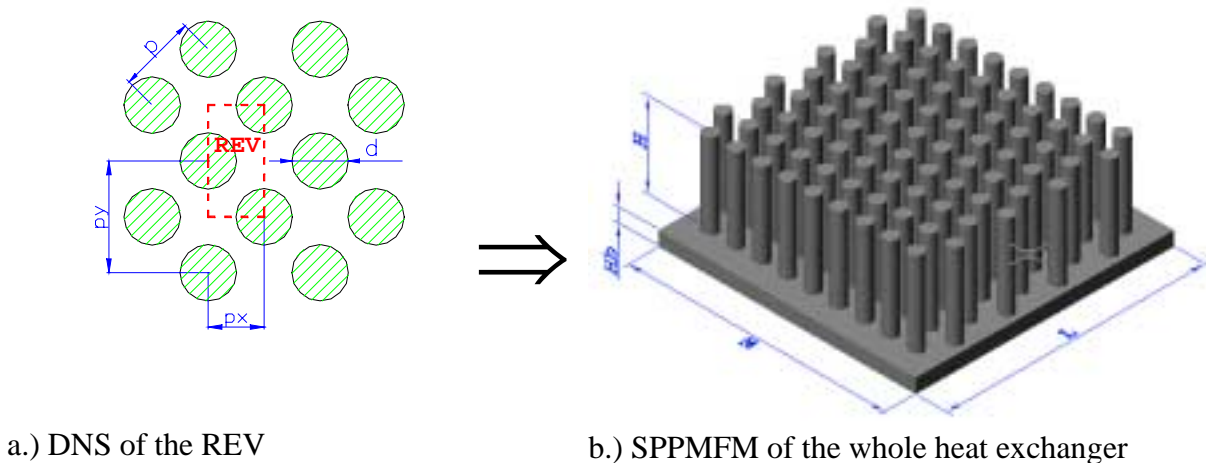 p
REV
d
py
px
H
L
a.) DNS of the REV
b.) SPPMFM of the whole heat exchanger